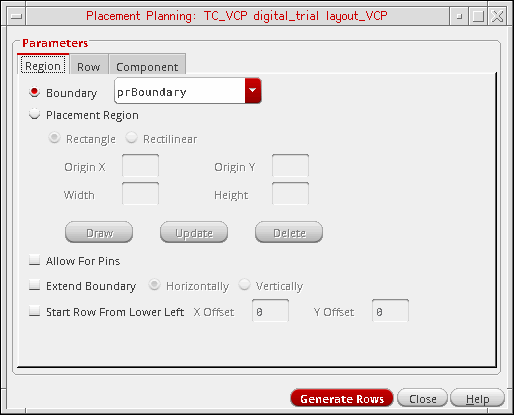 Placement Planning: TC_VCP digital_trial layout_VCP
Parameters
Region Row Component
Boundary prBoundary
Placement Region
Rectangle Rectilinear
Origin X Origin Y
Width Height
Draw Update Delete
Allow For Pins
Extend Boundary Horizontally Vertically
Start Row From Lower Left X Offset 0 Y Offset 0
Generate Rows Close Help